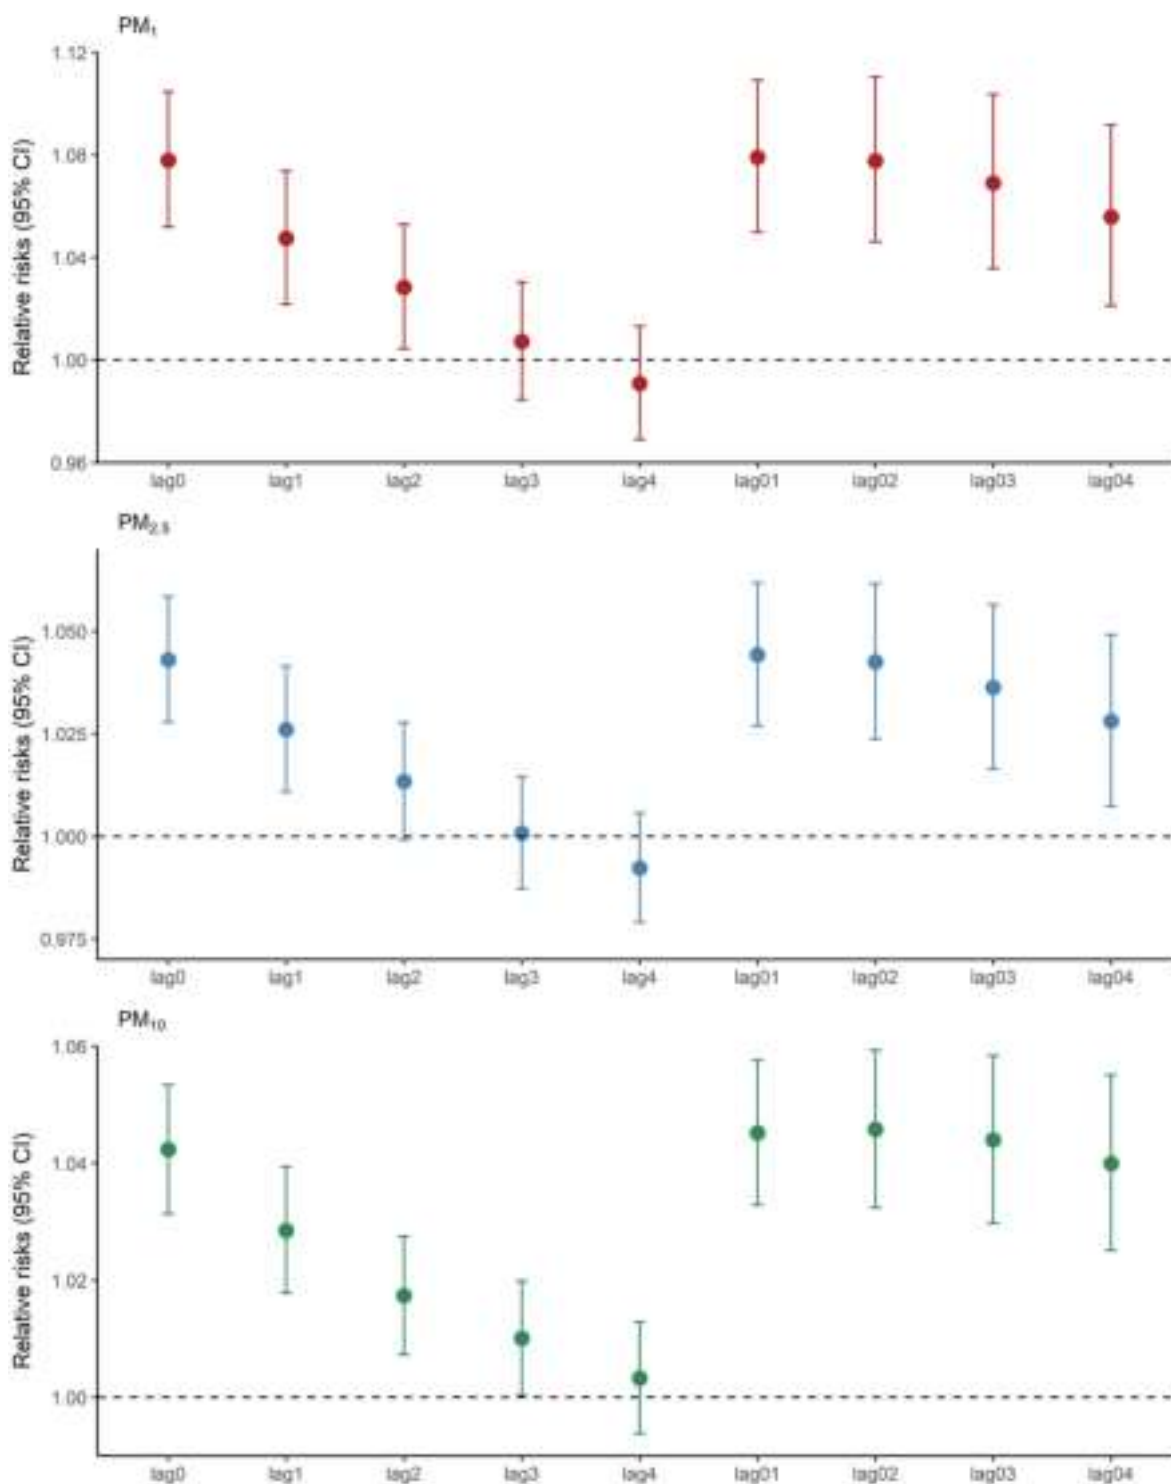 PM₁
1.12
1.08
1.04
1.00
0.96
Relative risks (95% CI)
lag0 lag1 lag2 lag3 lag4 lag01 lag02 lag03 lag04
PM₂.₅
1.050
1.025
1.000
0.975
Relative risks (95% CI)
lag0 lag1 lag2 lag3 lag4 lag01 lag02 lag03 lag04
PM₁₀
1.06
1.04
1.02
1.00
Relative risks (95% CI)
lag0 lag1 lag2 lag3 lag4 lag01 lag02 lag03 lag04